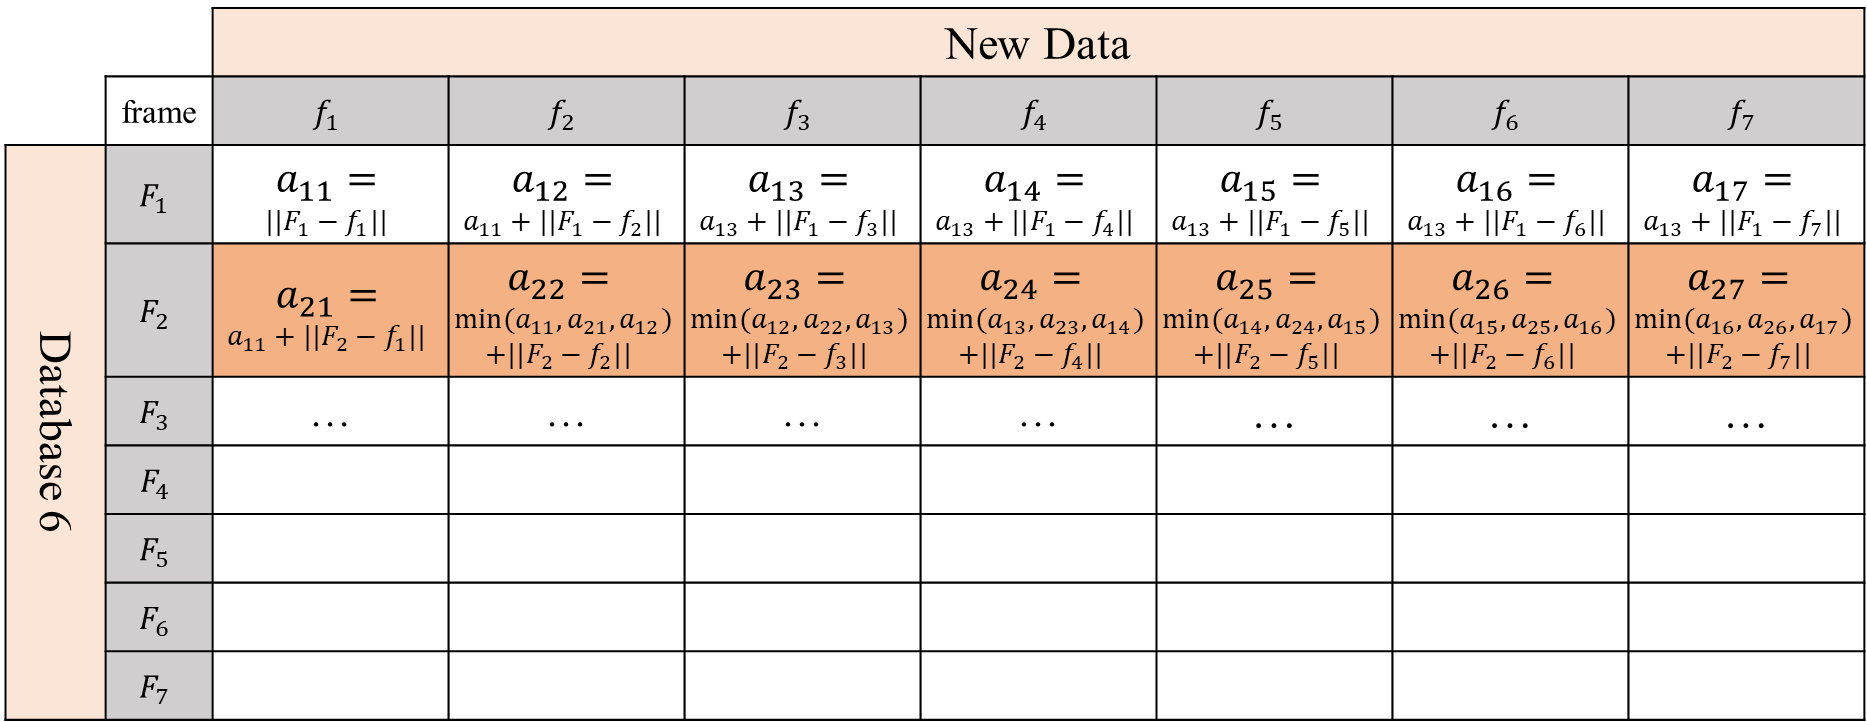 New Data
frame f₁ f₂ f₃ f₄ f₅ f₆ f₇
Database 6
F₁ a₁₁ = a₁₂ = a₁₃ = a₁₄ = a₁₅ = a₁₆ = a₁₇ =
||F₁ − f₁|| a₁₁ + ||F₁ − f₂|| a₁₃ + ||F₁ − f₃|| a₁₃ + ||F₁ − f₄|| a₁₃ + ||F₁ − f₅|| a₁₃ + ||F₁ − f₆|| a₁₃ + ||F₁ − f₇||
F₂ a₂₁ = a₂₂ = a₂₃ = a₂₄ = a₂₅ = a₂₆ = a₂₇ =
a₁₁ + ||F₂ − f₁|| min(a₁₁, a₂₁, a₁₂) min(a₁₂, a₂₂, a₁₃) min(a₁₃, a₂₃, a₁₄) min(a₁₄, a₂₄, a₁₅) min(a₁₅, a₂₅, a₁₆) min(a₁₆, a₂₆, a₁₇)
+||F₂ − f₂|| +||F₂ − f₃|| +||F₂ − f₄|| +||F₂ − f₅|| +||F₂ − f₆|| +||F₂ − f₇||
F₃ ... ... ... ... ... ... ...
F₄
F₅
F₆
F₇